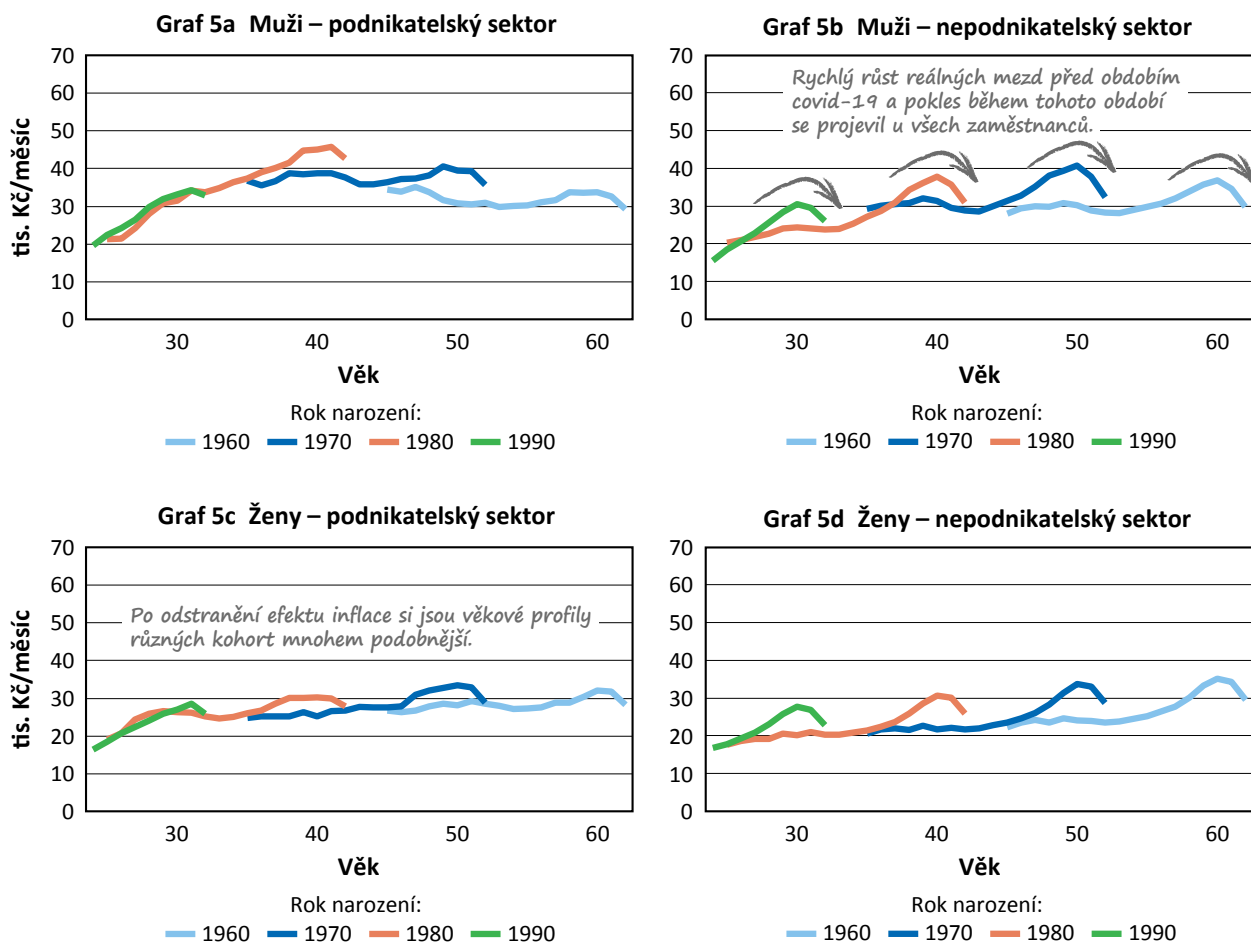 Graf 5a Muži – podnikatelský sektor
tis. Kč/měsíc
70
60
50
40
30
20
10
0
30 40 50 60
Věk
Rok narození:
1960 1970 1980 1990
Graf 5b Muži – nepodnikatelský sektor
Rychlý růst reálných mezd před obdobím
covid-19 a pokles během tohoto období
se projevil u všech zaměstnanců.
70
60
50
40
30
20
10
0
30 40 50 60
Věk
Rok narození:
1960 1970 1980 1990
Graf 5c Ženy – podnikatelský sektor
tis. Kč/měsíc
Po odstranění efektu inflace si jsou věkové profily
různých kohort mnohem podobnější.
70
60
50
40
30
20
10
0
30 40 50 60
Věk
Rok narození:
1960 1970 1980 1990
Graf 5d Ženy – nepodnikatelský sektor
70
60
50
40
30
20
10
0
30 40 50 60
Věk
Rok narození:
1960 1970 1980 1990